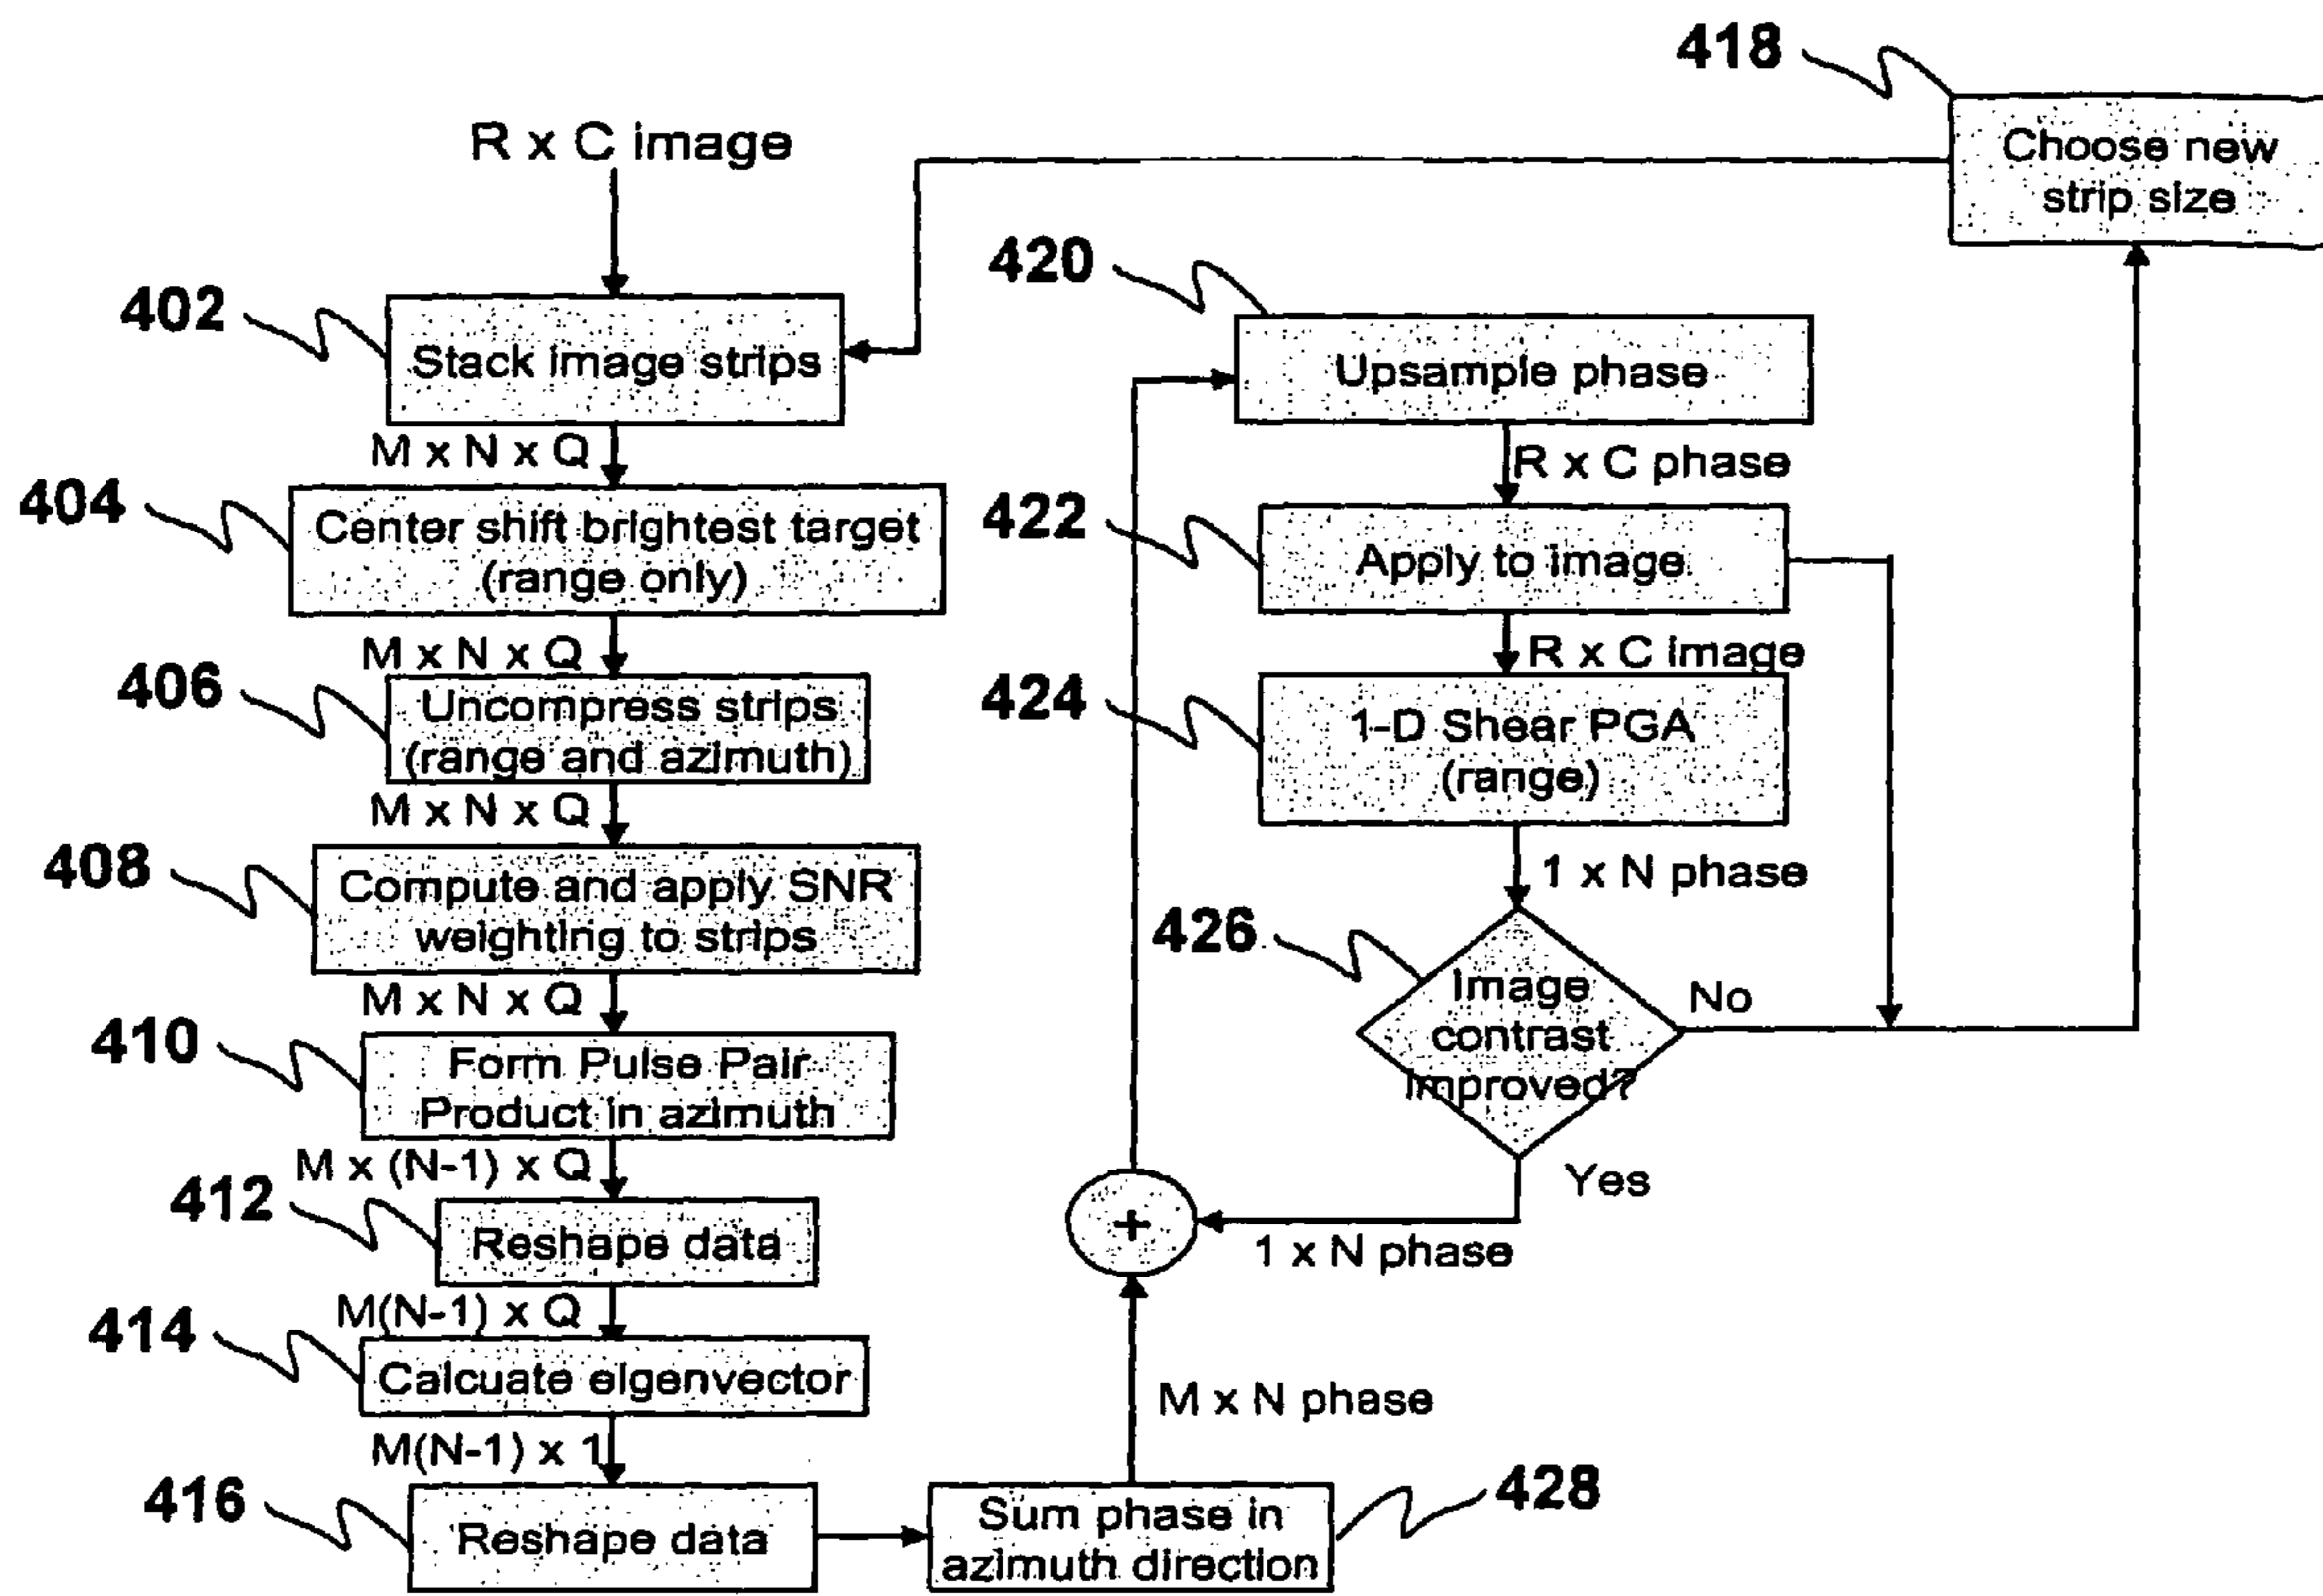 418
R x C image
Choose new
strip size
420
402
Stack image strips
Upsample phase
M x N x Q
R x C phase
404
Center shift brightest target
(range only)
422
Apply to image
M x N x Q
R x C image
406
Uncompress strips
(range and azimuth)
424
1-D Shear PGA
(range)
M x N x Q
1 x N phase
408
Compute and apply SNR
weighting to strips
426
Image
contrast
improved?
No
M x N x Q
410
Form Pulse Pair
Product in azimuth
Yes
M x (N-1) x Q
412
Reshape data
+
1 x N phase
M(N-1) x Q
414
Calcuate eigenvector
M x N phase
M(N-1) x 1
416
Reshape data
Sum phase in
azimuth direction
428